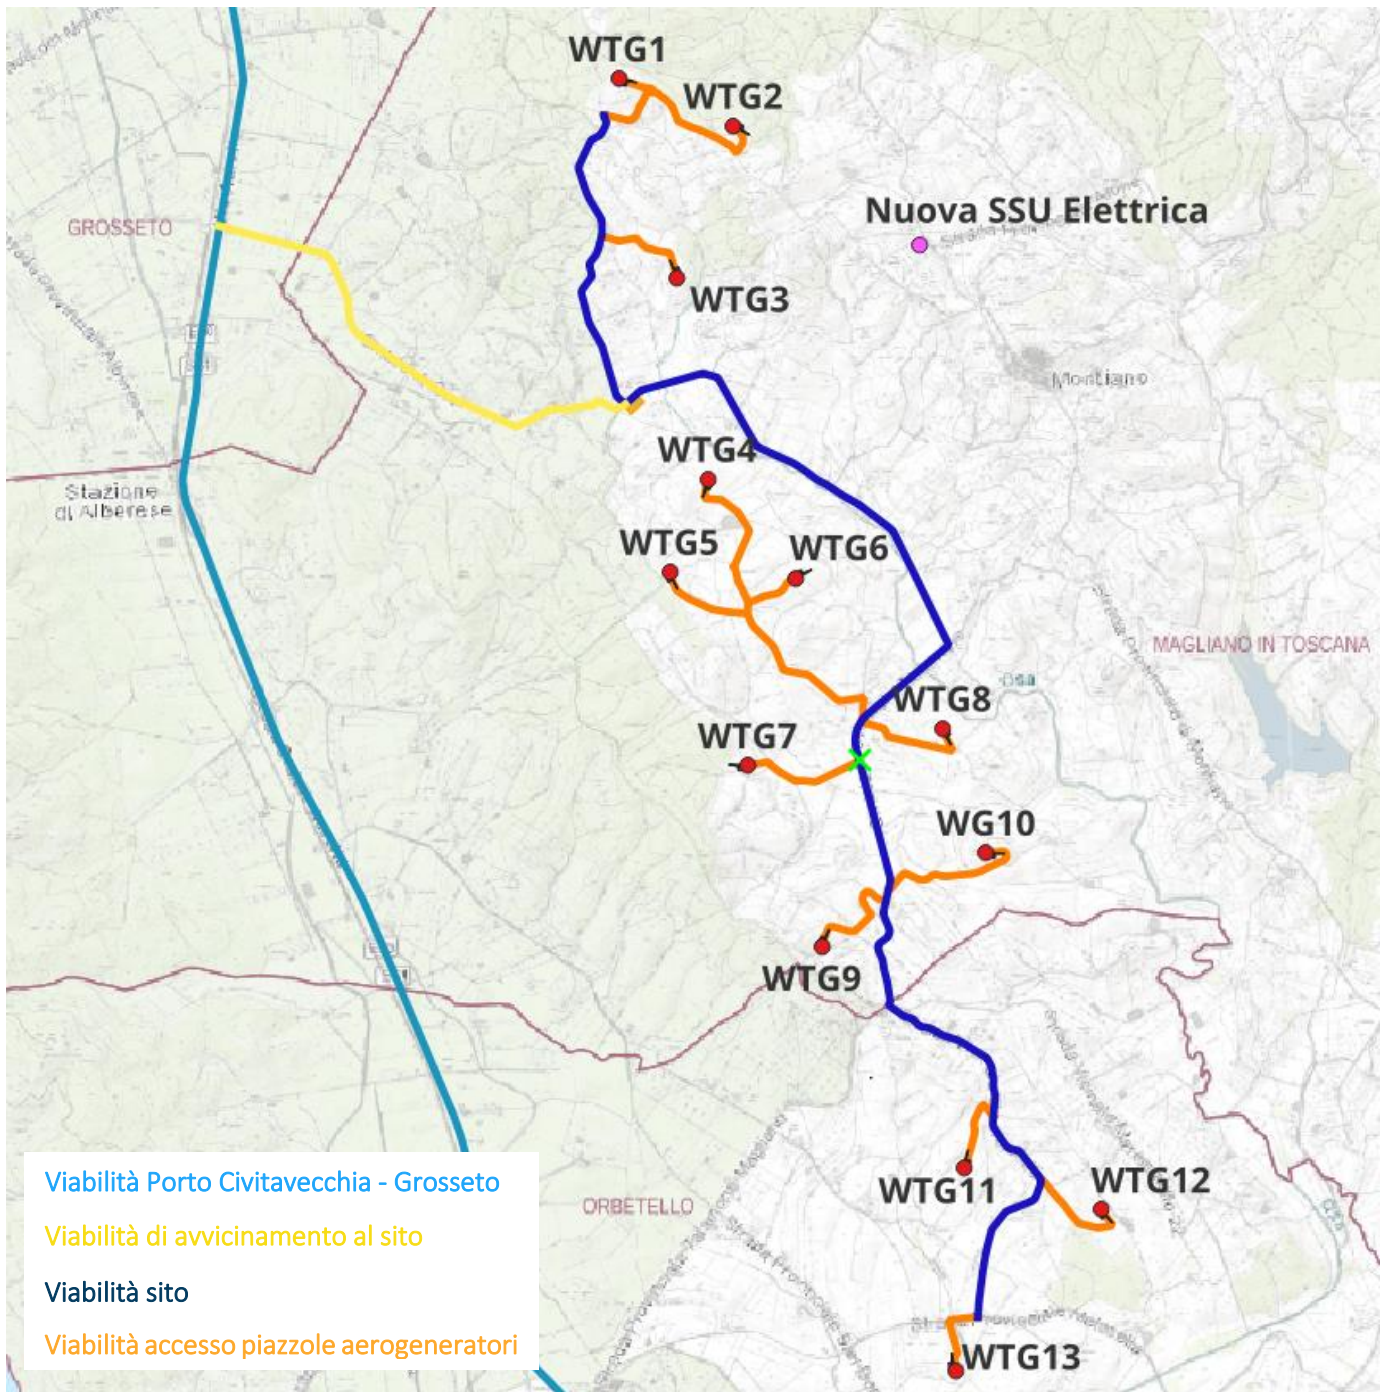 WTG1
WTG2
Nuova SSU Elettrica
GROSSETO
WTG3
Montiano
WTG4
Stazione
di Alberese
WTG5
WTG6
MAGLIANO IN TOSCANA
WTG8
WTG7
WG10
WTG9
WTG11
WTG12
ORBETELLO
WTG13
Viabilità Porto Civitavecchia - Grosseto
Viabilità di avvicinamento al sito
Viabilità sito
Viabilità accesso piazzole aerogeneratori